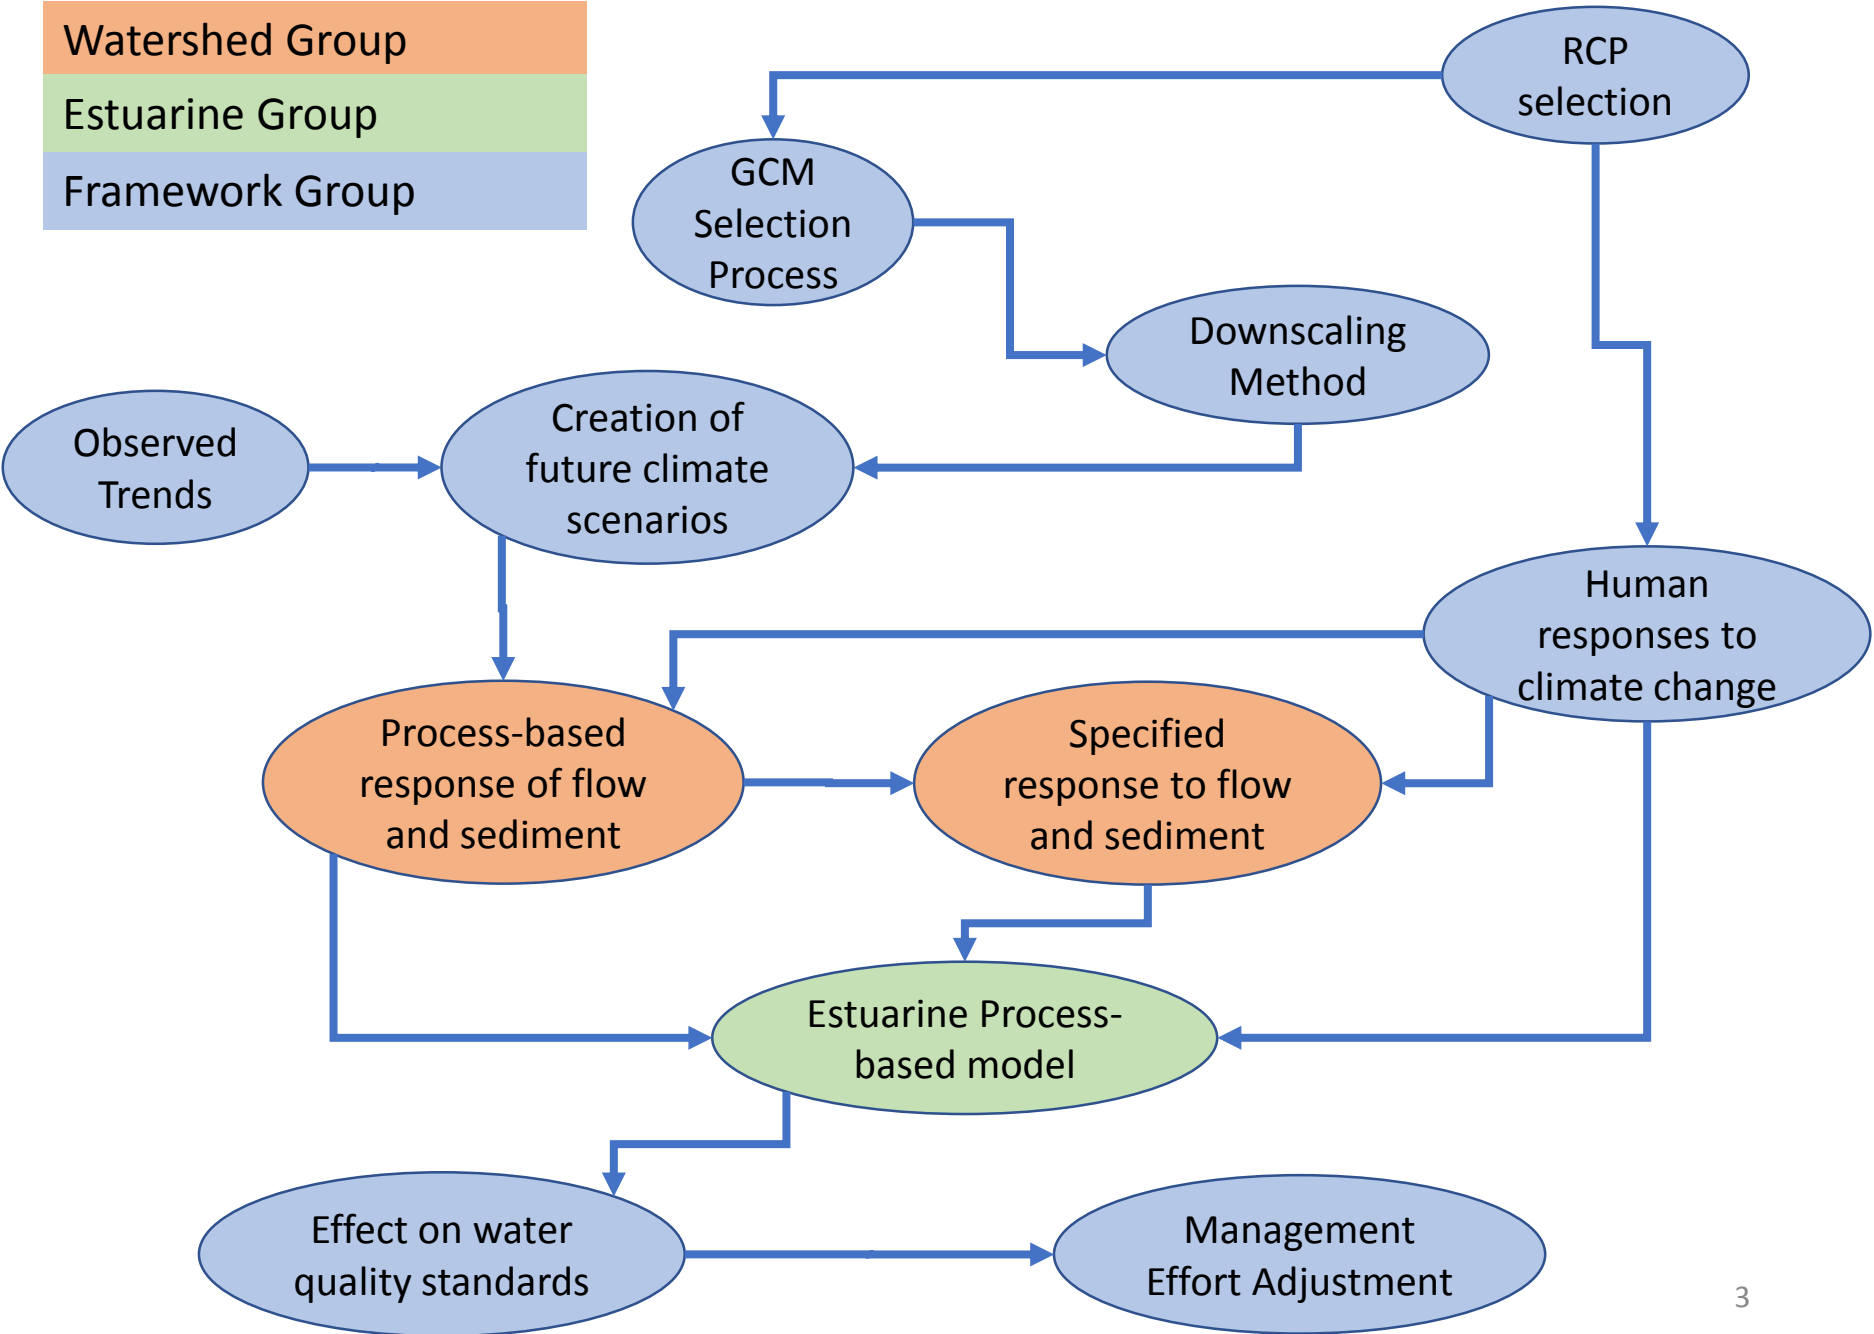 Watershed Group
Estuarine Group
Framework Group
RCP
selection
GCM
Selection
Process
Downscaling
Method
Observed
Trends
Creation of
future climate
scenarios
Human
responses to
climate change
Process-based
response of flow
and sediment
Specified
response to flow
and sediment
Estuarine Process-
based model
Effect on water
quality standards
Management
Effort Adjustment
3